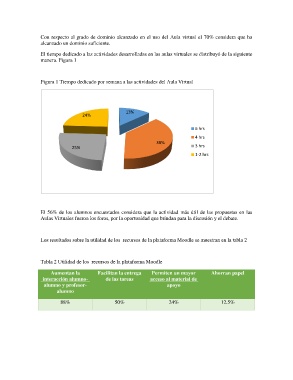 Con respecto al grado de dominio alcanzado en el uso del Aula virtual el 70% considera que ha
alcanzado un dominio suficiente.
El tiempo dedicado a las actividades desarrolladas en las aulas virtuales se distribuyó de la siguiente
manera. Figura 1
Figura 1 Tiempo dedicado por semana a las actividades del Aula Virtual
24%
15%
36%
25%
6 hrs
4 hrs
3 hrs
1-2 hrs
El 56% de los alumnos encuestados considera que la actividad más útil de las propuestas en las
Aulas Virtuales fueron los foros, por la oportunidad que brindan para la discusión y el debate.
Los resultados sobre la utilidad de los recursos de la plataforma Moodle se muestran en la tabla 2
Tabla 2 Utilidad de los recursos de la plataforma Moodle
Aumentan la interacción alumno-alumno y profesor-alumno
Facilitan la entrega de las tareas
Permiten un mayor acceso al material de apoyo
Ahorrar papel
88%
50%
24%
12.5%